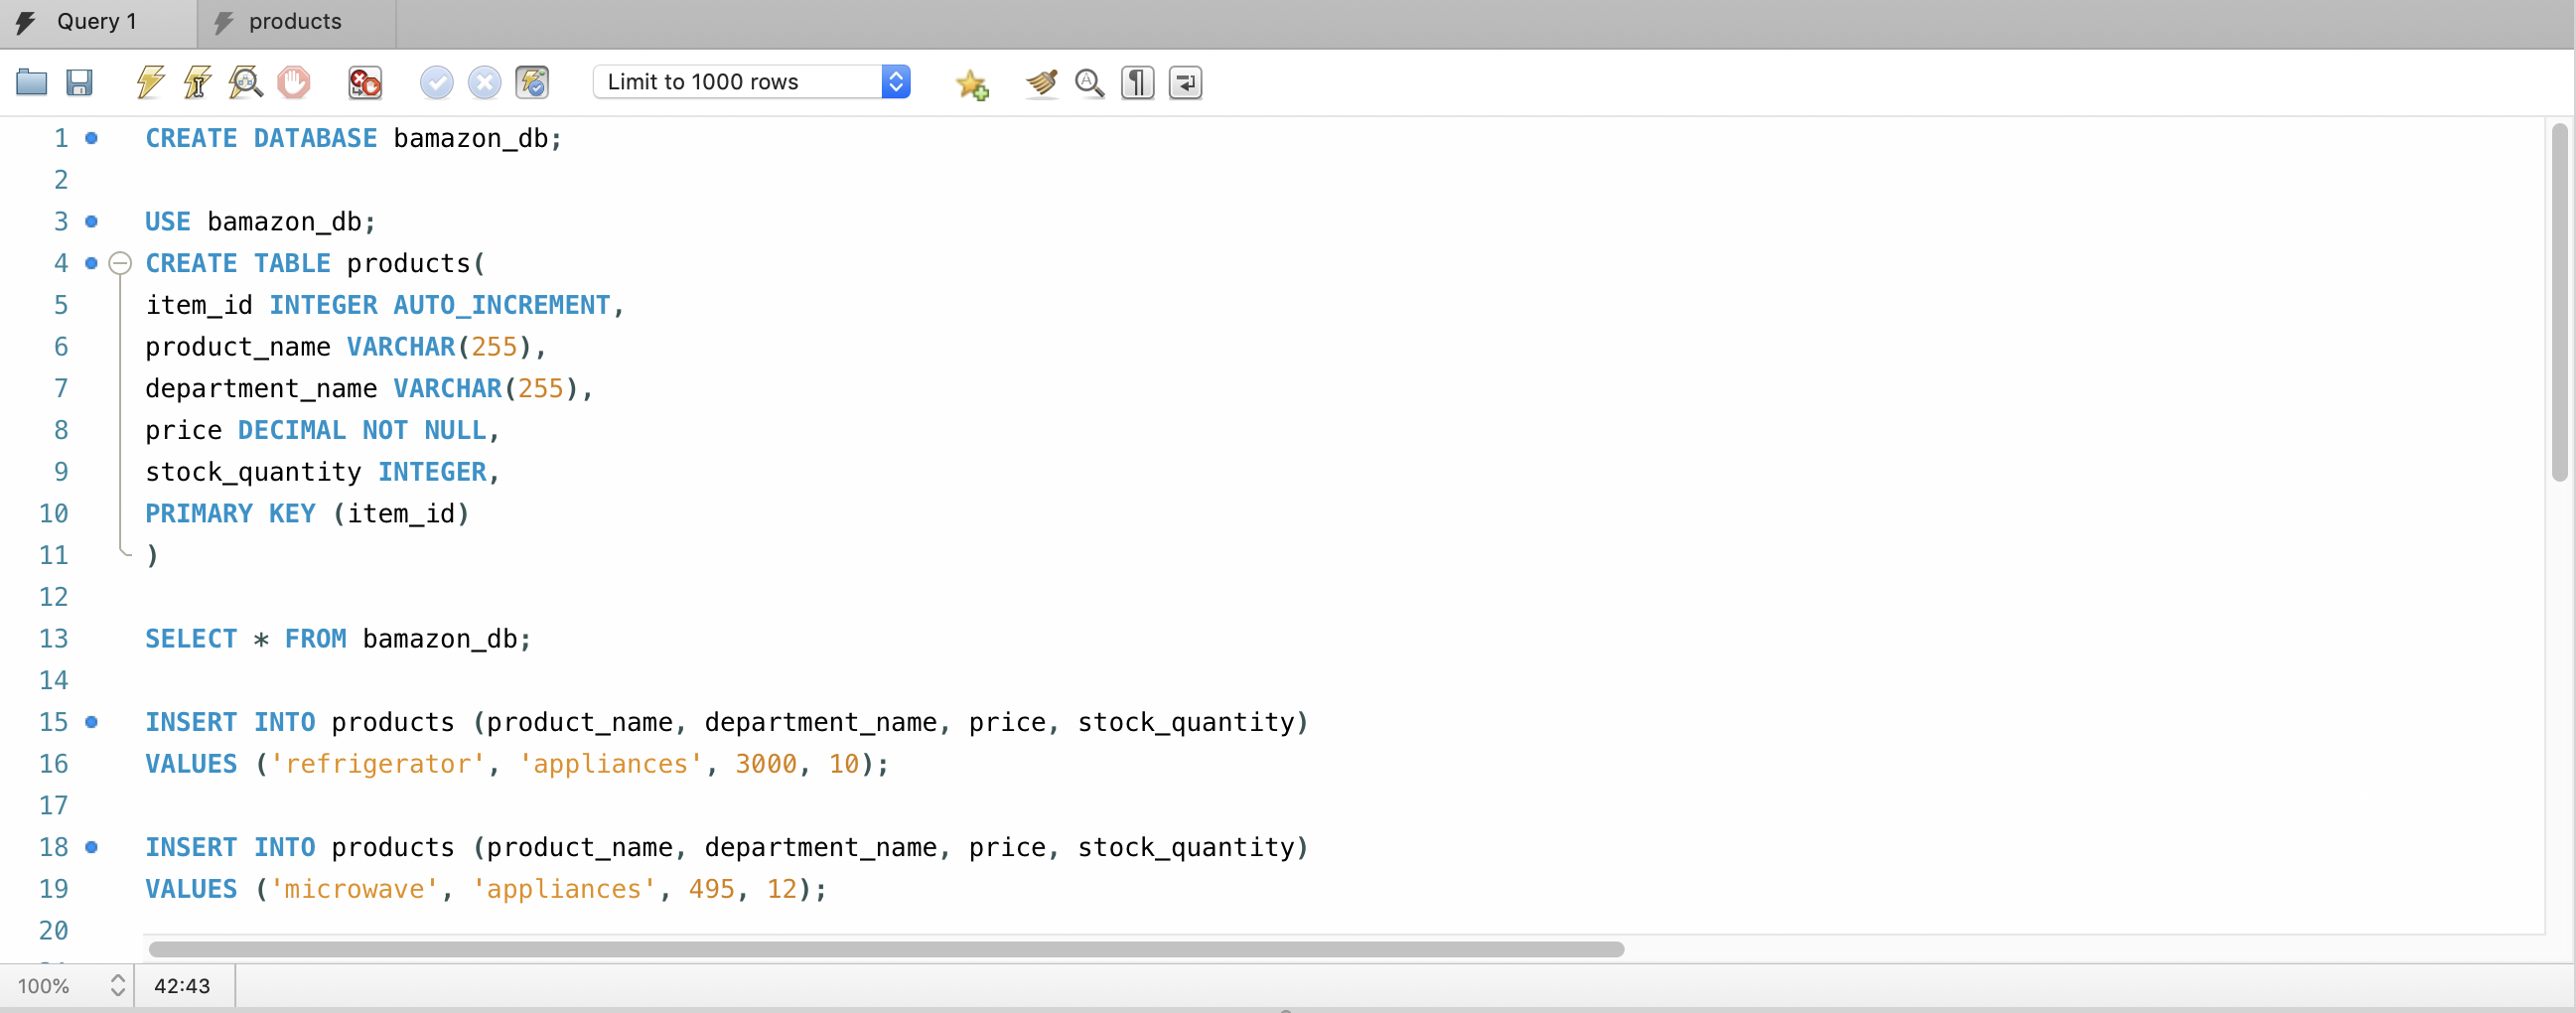 Query 1
products
Limit to 1000 rows
1 CREATE DATABASE bamazon_db;
2
3 USE bamazon_db;
4 CREATE TABLE products(
5 item_id INTEGER AUTO_INCREMENT,
6 product_name VARCHAR(255),
7 department_name VARCHAR(255),
8 price DECIMAL NOT NULL,
9 stock_quantity INTEGER,
10 PRIMARY KEY (item_id)
11 )
12
13 SELECT * FROM bamazon_db;
14
15 INSERT INTO products (product_name, department_name, price, stock_quantity)
16 VALUES ('refrigerator', 'appliances', 3000, 10);
17
18 INSERT INTO products (product_name, department_name, price, stock_quantity)
19 VALUES ('microwave', 'appliances', 495, 12);
20
100%
42:43